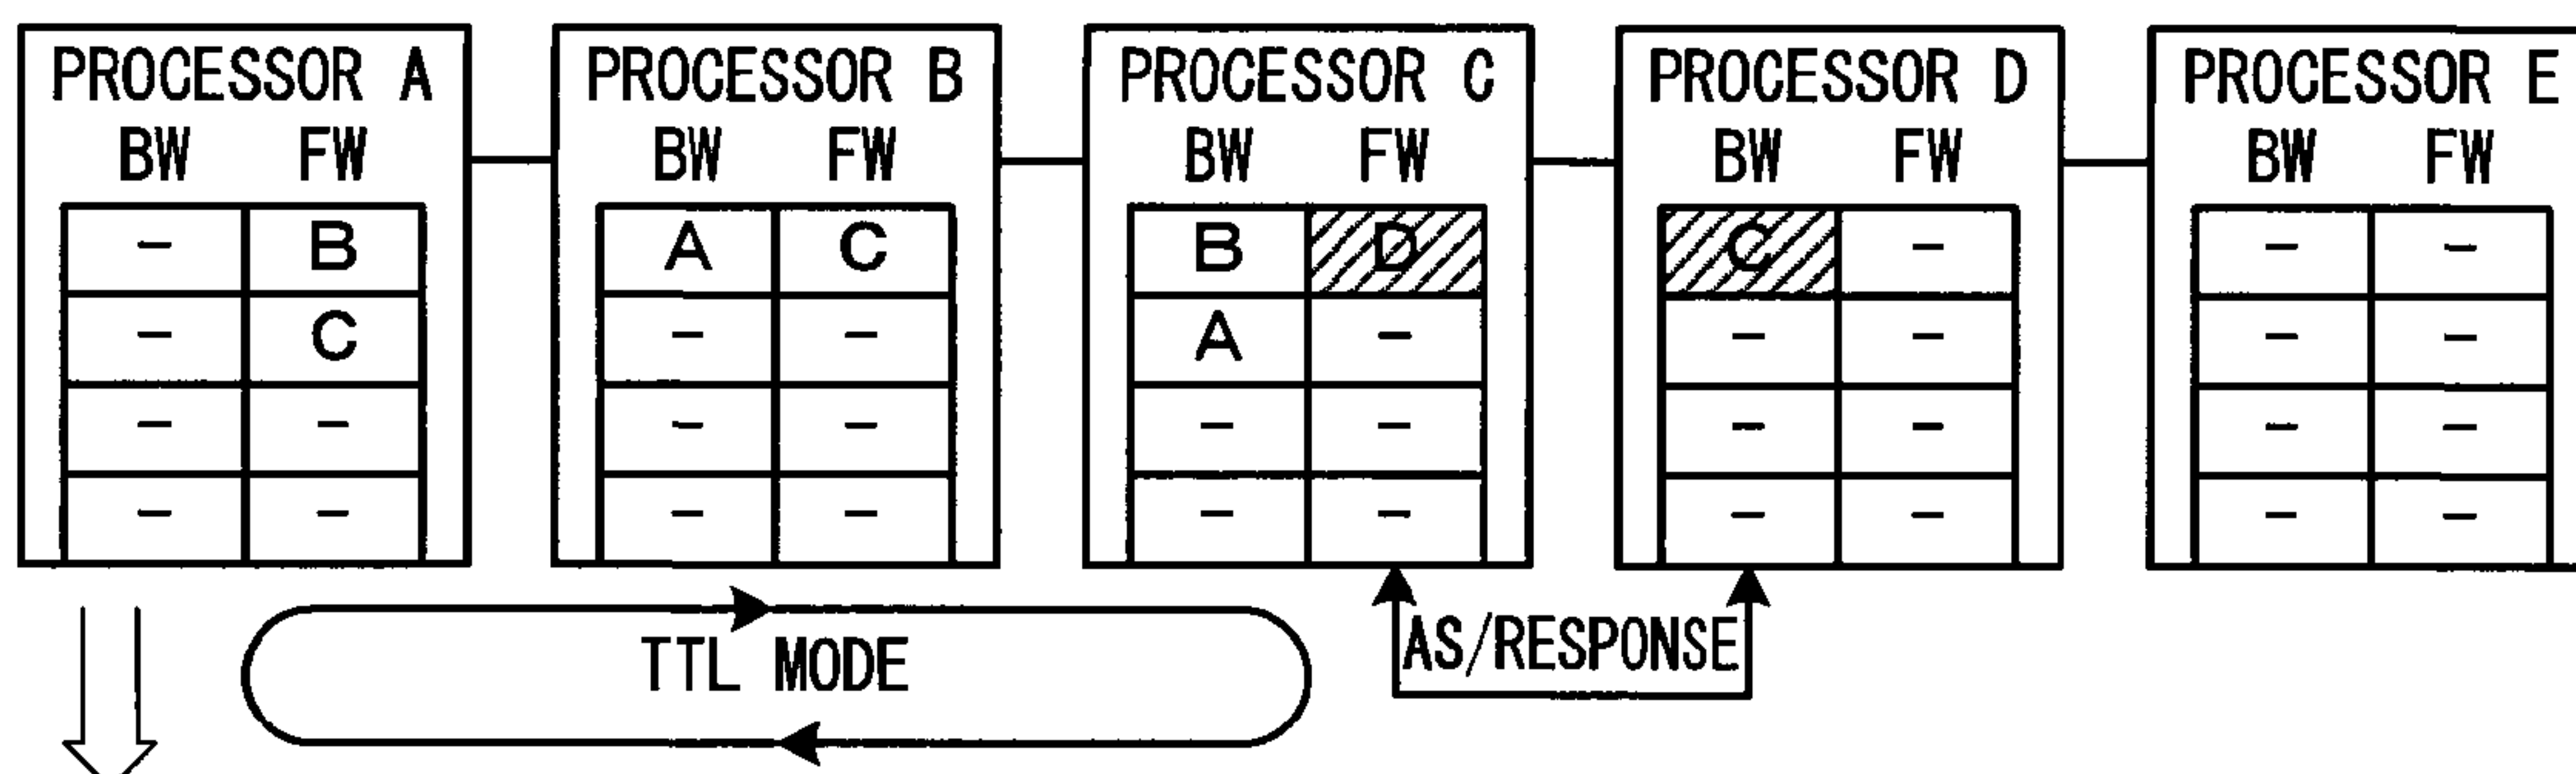 PROCESSOR A PROCESSOR B PROCESSOR C PROCESSOR D PROCESSOR E
BW FW BW FW BW FW BW FW BW FW
- B A C B D C - - -
- C - - A - - - - -
- - - - - - - - - -
- - - - - - - - - -
TTL MODE AS/RESPONSE